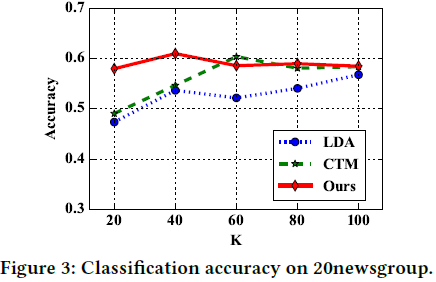 0.7
0.6
0.5
0.4
0.3
Accuracy
20 40 60 80 100
K
LDA
CTM
Ours
Figure 3: Classification accuracy on 20newsgroup.